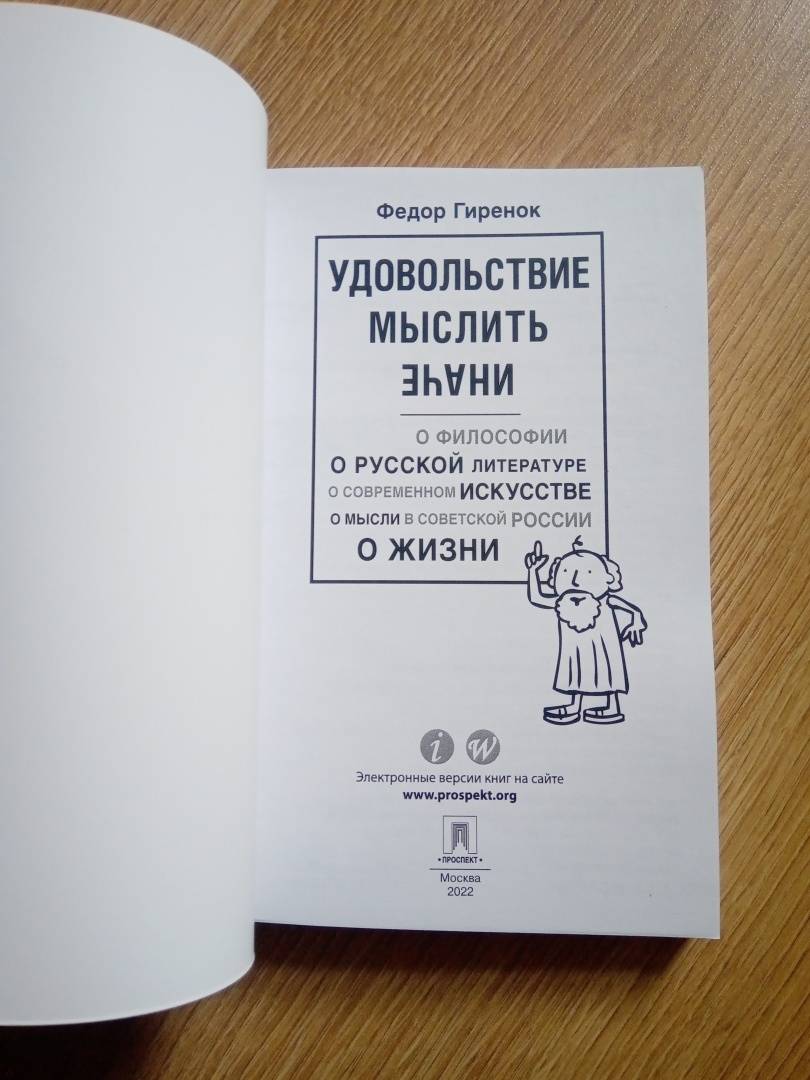 Федор Гиренок
УДОВОЛЬСТВИЕ
МЫСЛИТЬ
ИНАЧЕ
О ФИЛОСОФИИ
О РУССКОЙ ЛИТЕРАТУРЕ
О СОВРЕМЕННОМ ИСКУССТВЕ
О МЫСЛИ В СОВЕТСКОЙ РОССИИ
О ЖИЗНИ
i w
Электронные версии книг на сайте
www.prospekt.org
• ПРОСПЕКТ •
Москва
2022